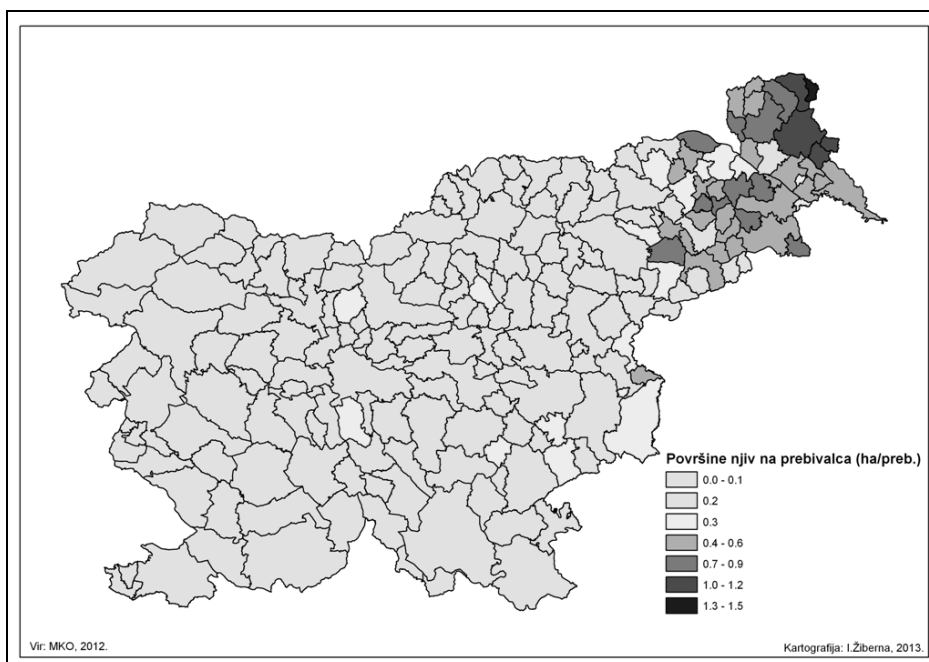 Površine njiv na prebivalca (ha/preb.)
0.0 - 0.1
0.2
0.3
0.4 - 0.6
0.7 - 0.9
1.0 - 1.2
1.3 - 1.5
Vir: MKO, 2012.
Kartografija: I.Žiberna, 2013.